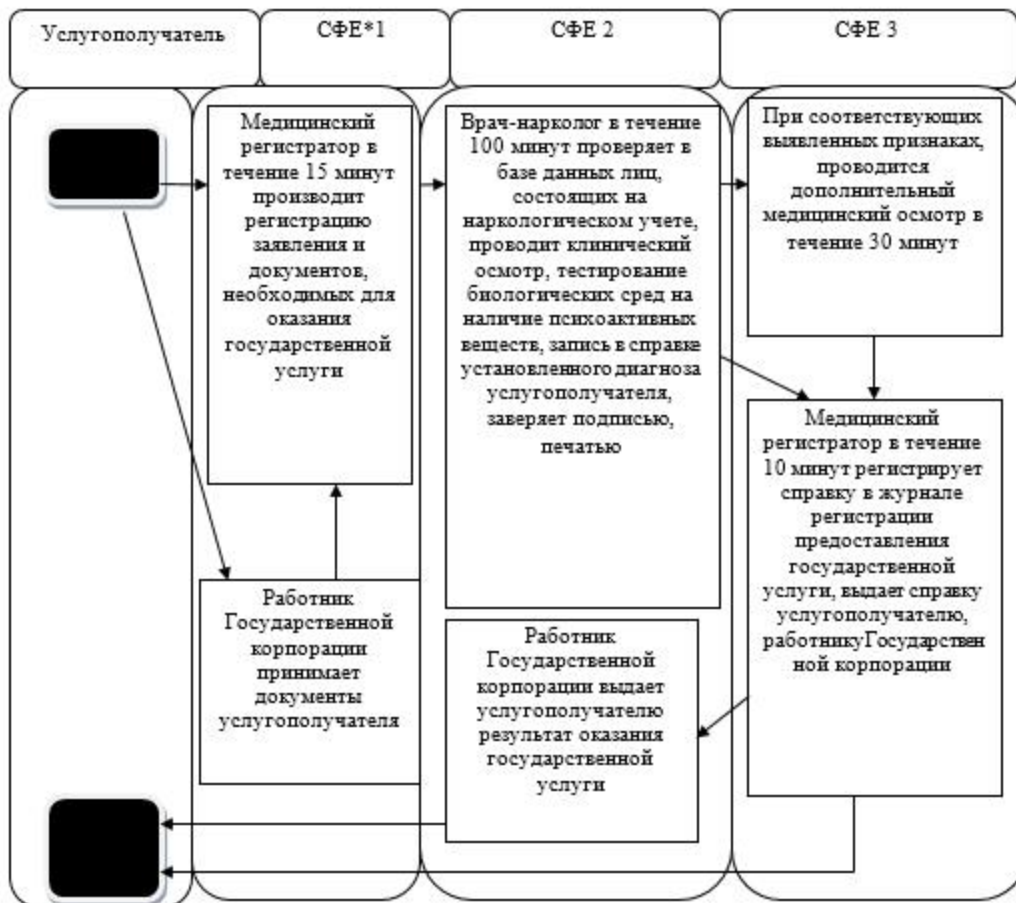 Услугополучатель
СФЕ*1
СФЕ 2
СФЕ 3
Медицинский
регистратор в
течение 15 минут
производит
регистрацию
заявления и
документов,
необходимых для
оказания
государственной
услуги
Врач-нарколог в течение
100 минут проверяет в
базе данных лиц,
состоящих на
наркологическом учете,
проводит клинический
осмотр, тестирование
биологических сред на
наличие психоактивных
веществ, запись в справке
установленного диагноза
услугополучателя,
заверяет подписью,
печатью
При соответствующих
выявленных признаках,
проводится
дополнительный
медицинский осмотр в
течение 30 минут
Медицинский
регистратор в течение
10 минут регистрирует
справку в журнале
регистрации
предоставления
государственной
услуги, выдает справку
услугополучателю,
работникуГосударствен
ной корпорации
Работник
Государственной
корпорации
принимает
документы
услугополучателя
Работник
Государственной
корпорации выдает
услугополучателю
результат оказания
государственной
услуги